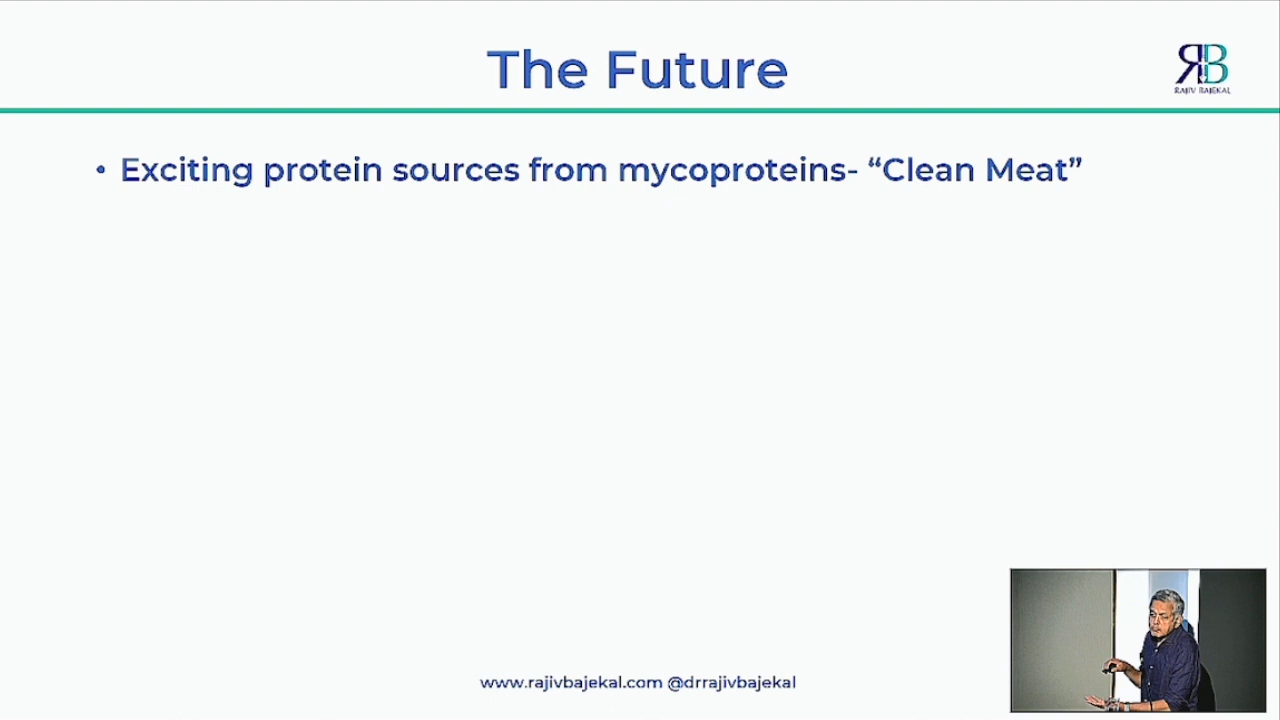 The Future
RB
RAJIV BAJEKAL
• Exciting protein sources from mycoproteins- “Clean Meat”
www.rajivbajekal.com @drrajivbajekal